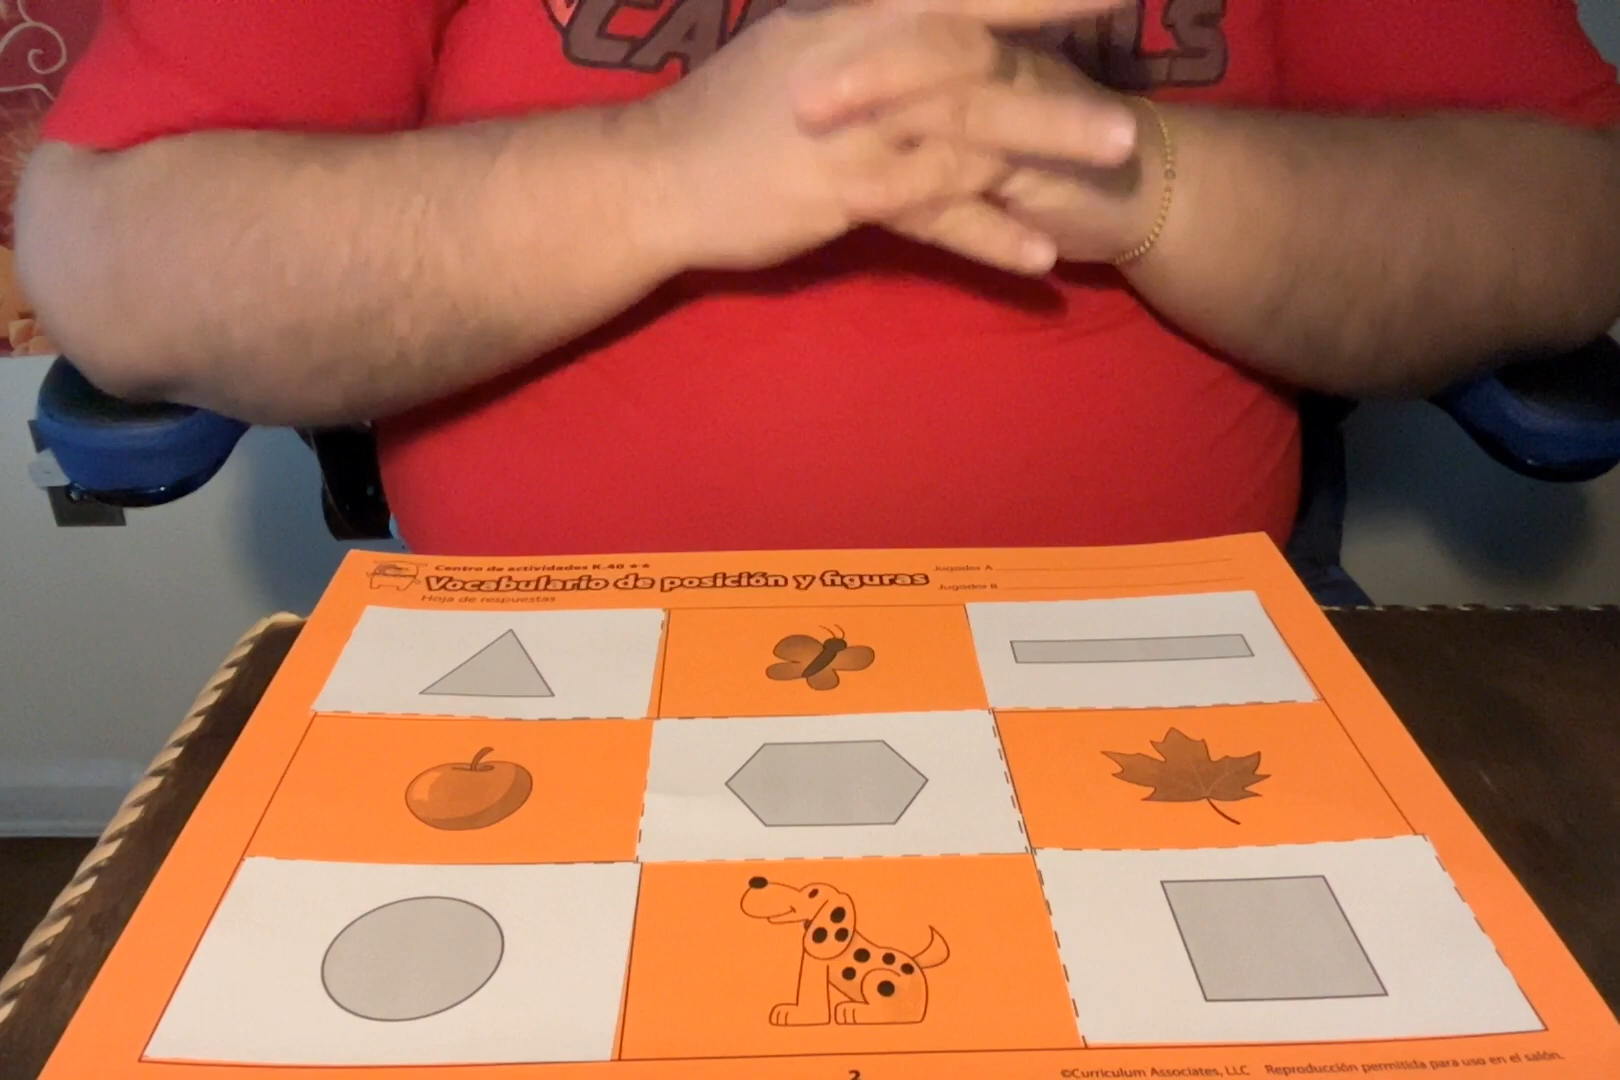 Centro de actividades K.40 ★★
Vocabulario de posición y figuras
Hoja de respuestas
Jugador A
Jugador B
2
©Curriculum Associates, LLC Reproducción permitida para uso en el salón.